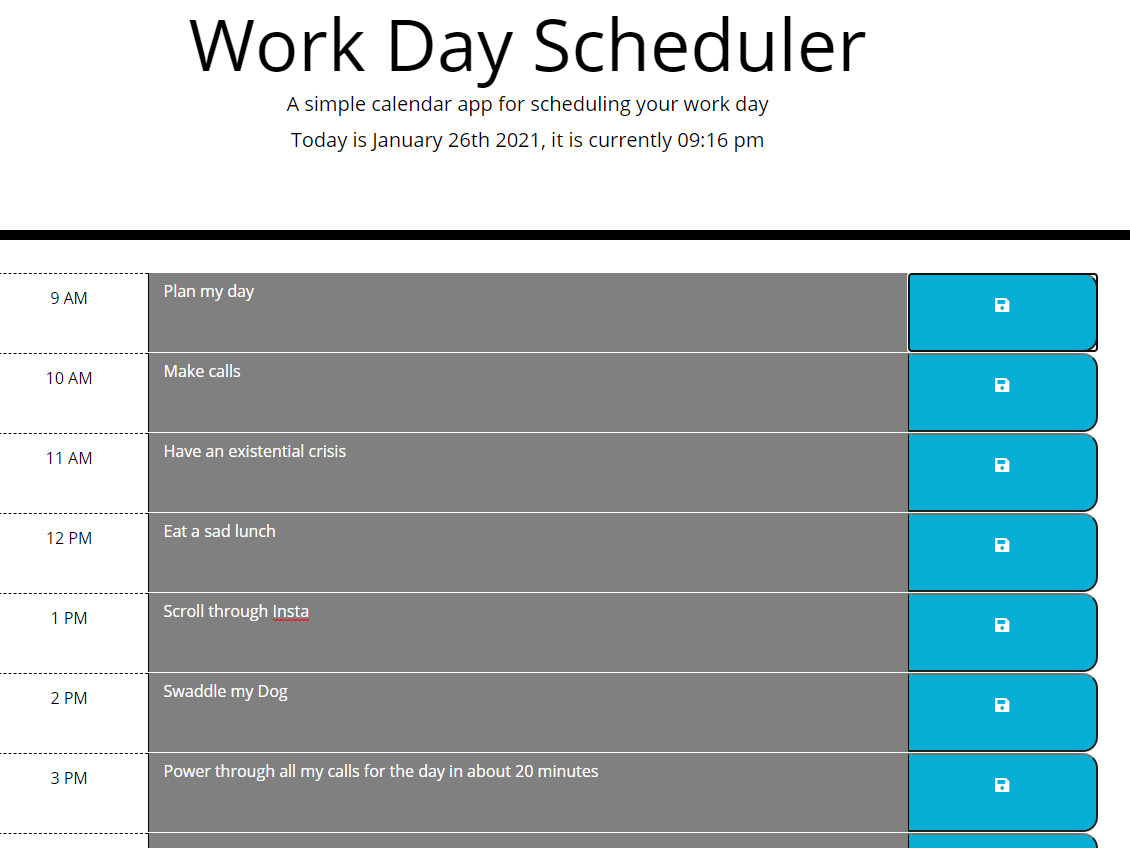 Work Day Scheduler
A simple calendar app for scheduling your work day
Today is January 26th 2021, it is currently 09:16 pm
9 AM
Plan my day
10 AM
Make calls
11 AM
Have an existential crisis
12 PM
Eat a sad lunch
1 PM
Scroll through Insta
2 PM
Swaddle my Dog
3 PM
Power through all my calls for the day in about 20 minutes